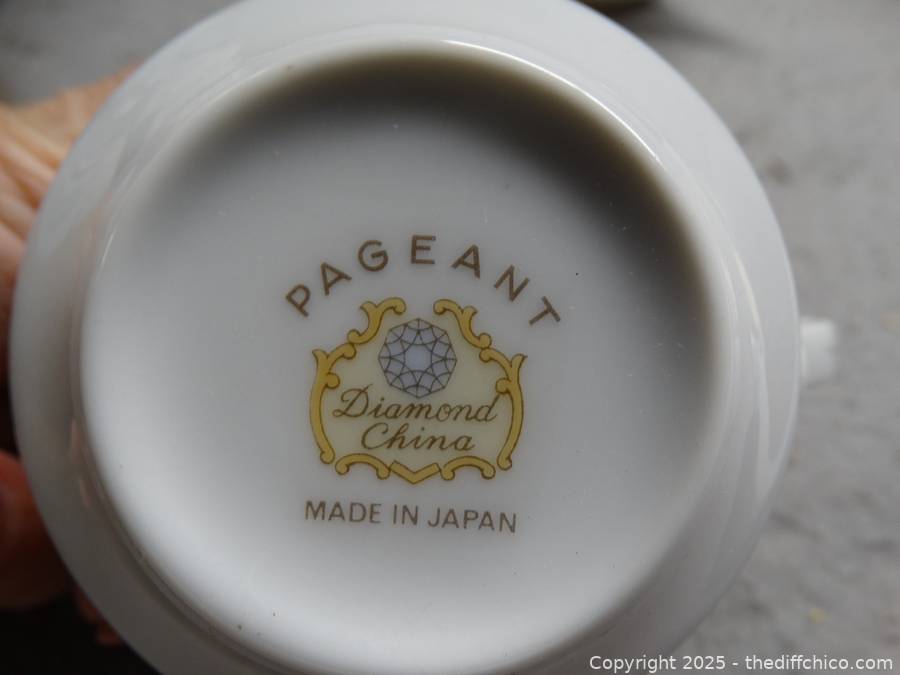 PAGEANT
Diamond
China
MADE IN JAPAN
Copyright © 2025 - thediffchico.com